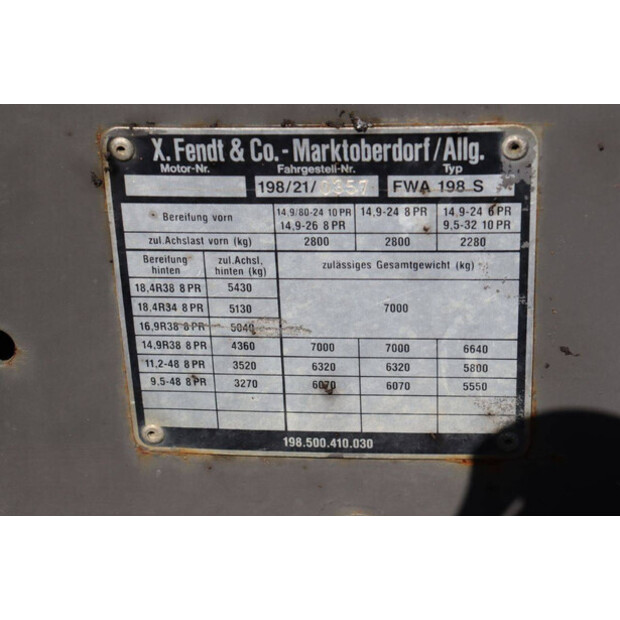 X. Fendt & Co. - Marktoberdorf/Allg.
Motor-Nr. Fahrgestell-Nr. Typ
198/21/ FWA 198 S
Bereifung vorn 14,9/80-24 10 PR 14,9-26 8 PR 14,9-24 8 PR 14,9-24 6 PR 9,5-32 10 PR
zul.Achslast vorn (kg) 2800 2800 2280
Bereifung hinten zul.Achsl. hinten (kg) zulässiges Gesamtgewicht (kg)
18,4R38 8 PR 5430
18,4R34 8 PR 5130 7000
16,9R38 8 PR 5040
14,9R38 8 PR 4360 7000 7000 6640
11,2-48 8 PR 3520 6320 6320 5800
9,5-48 8 PR 3270 6070 6070 5550
198.500.410.030